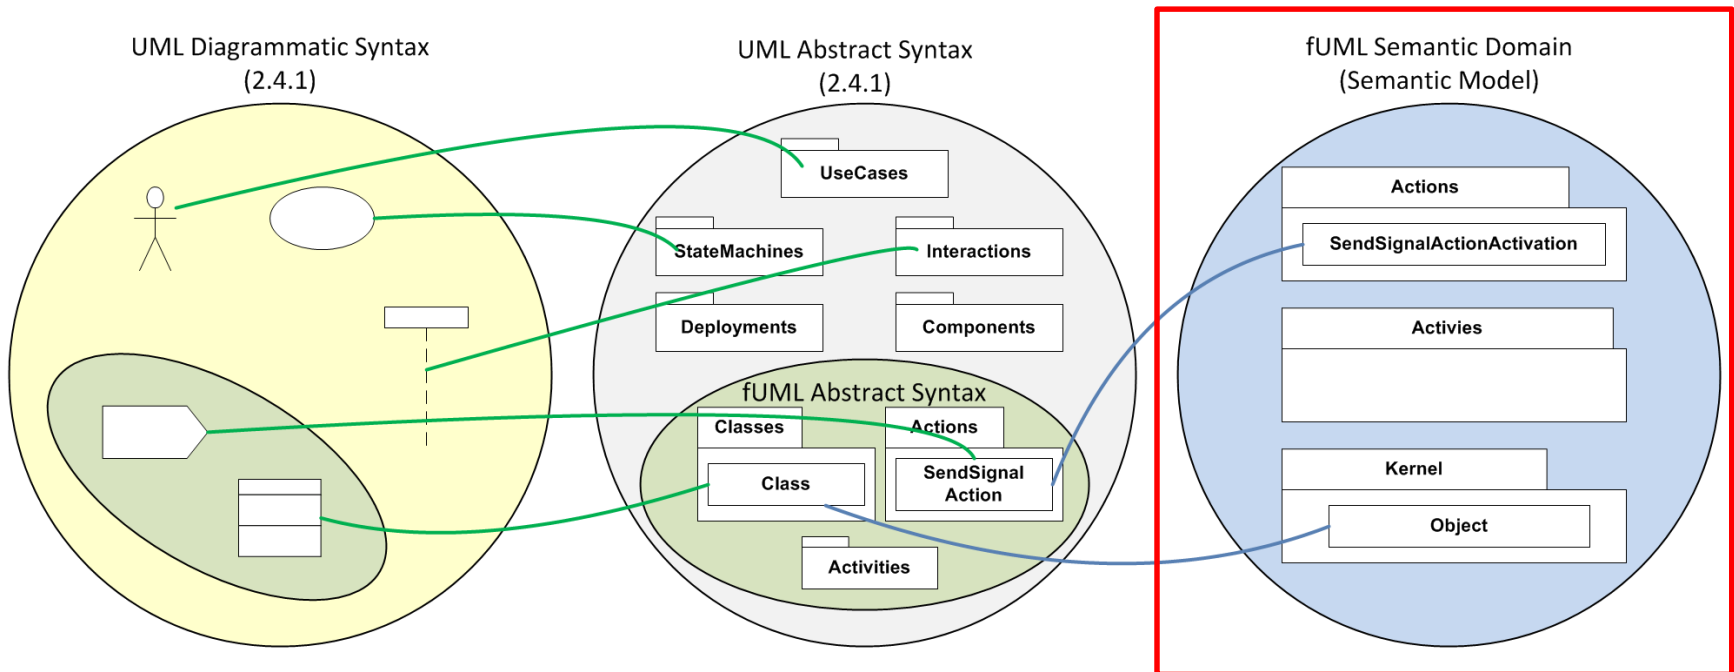 UML Diagrammatic Syntax
(2.4.1)
UML Abstract Syntax
(2.4.1)
UseCases
StateMachines
Interactions
Deployments
Components
fUML Abstract Syntax
Classes
Class
Actions
SendSignal
Action
Activities
fUML Semantic Domain
(Semantic Model)
Actions
SendSignalActionActivation
Activies
Kernel
Object